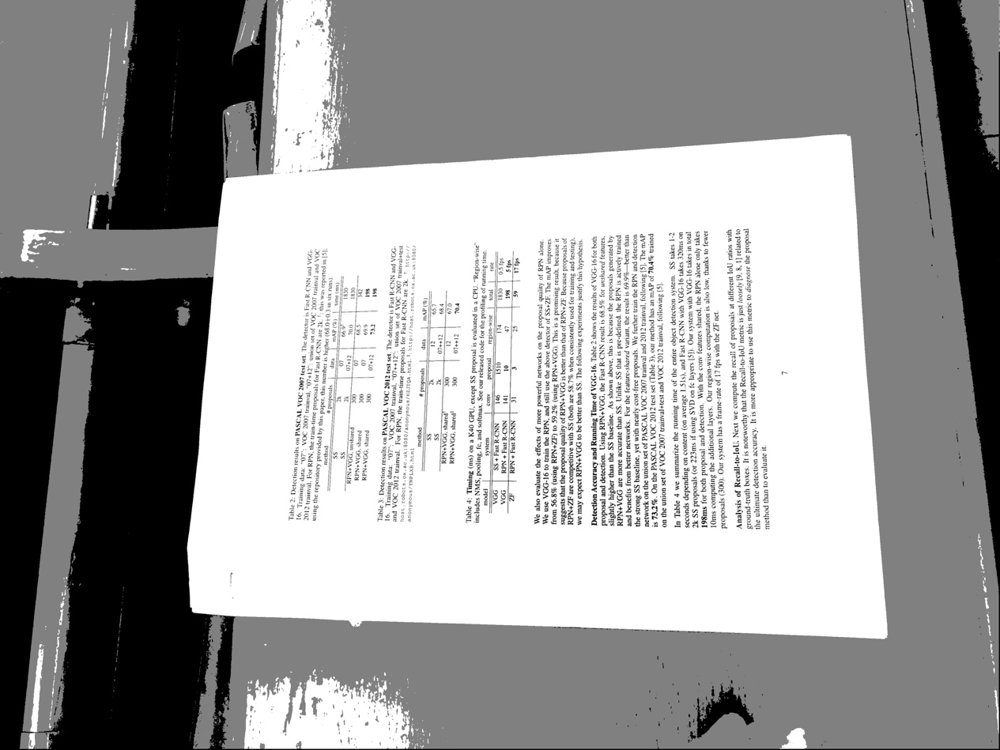 Table 2: Detection results on PASCAL VOC 2007 test set. The detector is Fast R-CNN and VGG-
16. Training data: "07": VOC 2007 trainval, "07+12": union set of VOC 2007 trainval and VOC
2012 trainval. For RPN, the train-time proposals for Fast R-CNN are 2k. †: this was reported in [5];
using the repository provided by this paper, this number is higher (68.0±0.3 in six runs).
method # proposals data mAP (%) time (ms)
SS 2k 07 66.9† 1830
SS 2k 07+12 70.0 1830
RPN+VGG, unshared 300 07 68.5 342
RPN+VGG, shared 300 07 69.9 198
RPN+VGG, shared 300 07+12 73.2 198
Table 3: Detection results on PASCAL VOC 2012 test set. The detector is Fast R-CNN and VGG-
16. Training data: "07": VOC 2007 trainval, "07++12": union set of VOC 2007 trainval+test
and VOC 2012 trainval. For RPN, the train-time proposals for Fast R-CNN are 2k. †: http://
host.robots.ox.ac.uk:8080/anonymous/HZJTQA.html. ‡: http://host.robots.ox.ac.uk:8080/
anonymous/YNPLXB.html
method # proposals data mAP (%)
SS 2k 12 65.7
SS 2k 07++12 68.4
RPN+VGG, shared† 300 12 67.0
RPN+VGG, shared‡ 300 07++12 70.4
Table 4: Timing (ms) on a K40 GPU, except SS proposal is evaluated in a CPU. "Region-wise"
includes NMS, pooling, fc, and softmax. See our released code for the profiling of running time.
model system conv proposal region-wise total rate
VGG SS + Fast R-CNN 146 1510 174 1830 0.5 fps
VGG RPN + Fast R-CNN 141 10 47 198 5 fps
ZF RPN + Fast R-CNN 31 3 25 59 17 fps
We also evaluate the effects of more powerful networks on the proposal quality of RPN alone.
We use VGG-16 to train the RPN, and still use the above detector of SS+ZF. The mAP improves
from 56.8% (using RPN+ZF) to 59.2% (using RPN+VGG). This is a promising result, because it
suggests that the proposal quality of RPN+VGG is better than that of RPN+ZF. Because proposals of
RPN+ZF are competitive with SS (both are 58.7% when consistently used for training and testing),
we may expect RPN+VGG to be better than SS. The following experiments justify this hypothesis.
Detection Accuracy and Running Time of VGG-16. Table 2 shows the results of VGG-16 for both
proposal and detection. Using RPN+VGG, the Fast R-CNN result is 68.5% for unshared features,
slightly higher than the SS baseline. As shown above, this is because the proposals generated by
RPN+VGG are more accurate than SS. Unlike SS that is pre-defined, the RPN is actively trained
and benefits from better networks. For the feature-shared variant, the result is 69.9%—better than
the strong SS baseline, yet with nearly cost-free proposals. We further train the RPN and detection
network on the union set of PASCAL VOC 2007 trainval and 2012 trainval, following [5]. The mAP
is 73.2%. On the PASCAL VOC 2012 test set (Table 3), our method has an mAP of 70.4% trained
on the union set of VOC 2007 trainval+test and VOC 2012 trainval, following [5].
In Table 4 we summarize the running time of the entire object detection system. SS takes 1-2
seconds depending on content (on average 1.51s), and Fast R-CNN with VGG-16 takes 320ms on
2k SS proposals (or 223ms if using SVD on fc layers [5]). Our system with VGG-16 takes in total
198ms for both proposal and detection. With the conv features shared, the RPN alone only takes
10ms computing the additional layers. Our region-wise computation is also low, thanks to fewer
proposals (300). Our system has a frame-rate of 17 fps with the ZF net.
Analysis of Recall-to-IoU. Next we compute the recall of proposals at different IoU ratios with
ground-truth boxes. It is noteworthy that the Recall-to-IoU metric is just loosely [9, 8, 1] related to
the ultimate detection accuracy. It is more appropriate to use this metric to diagnose the proposal
method than to evaluate it.
7